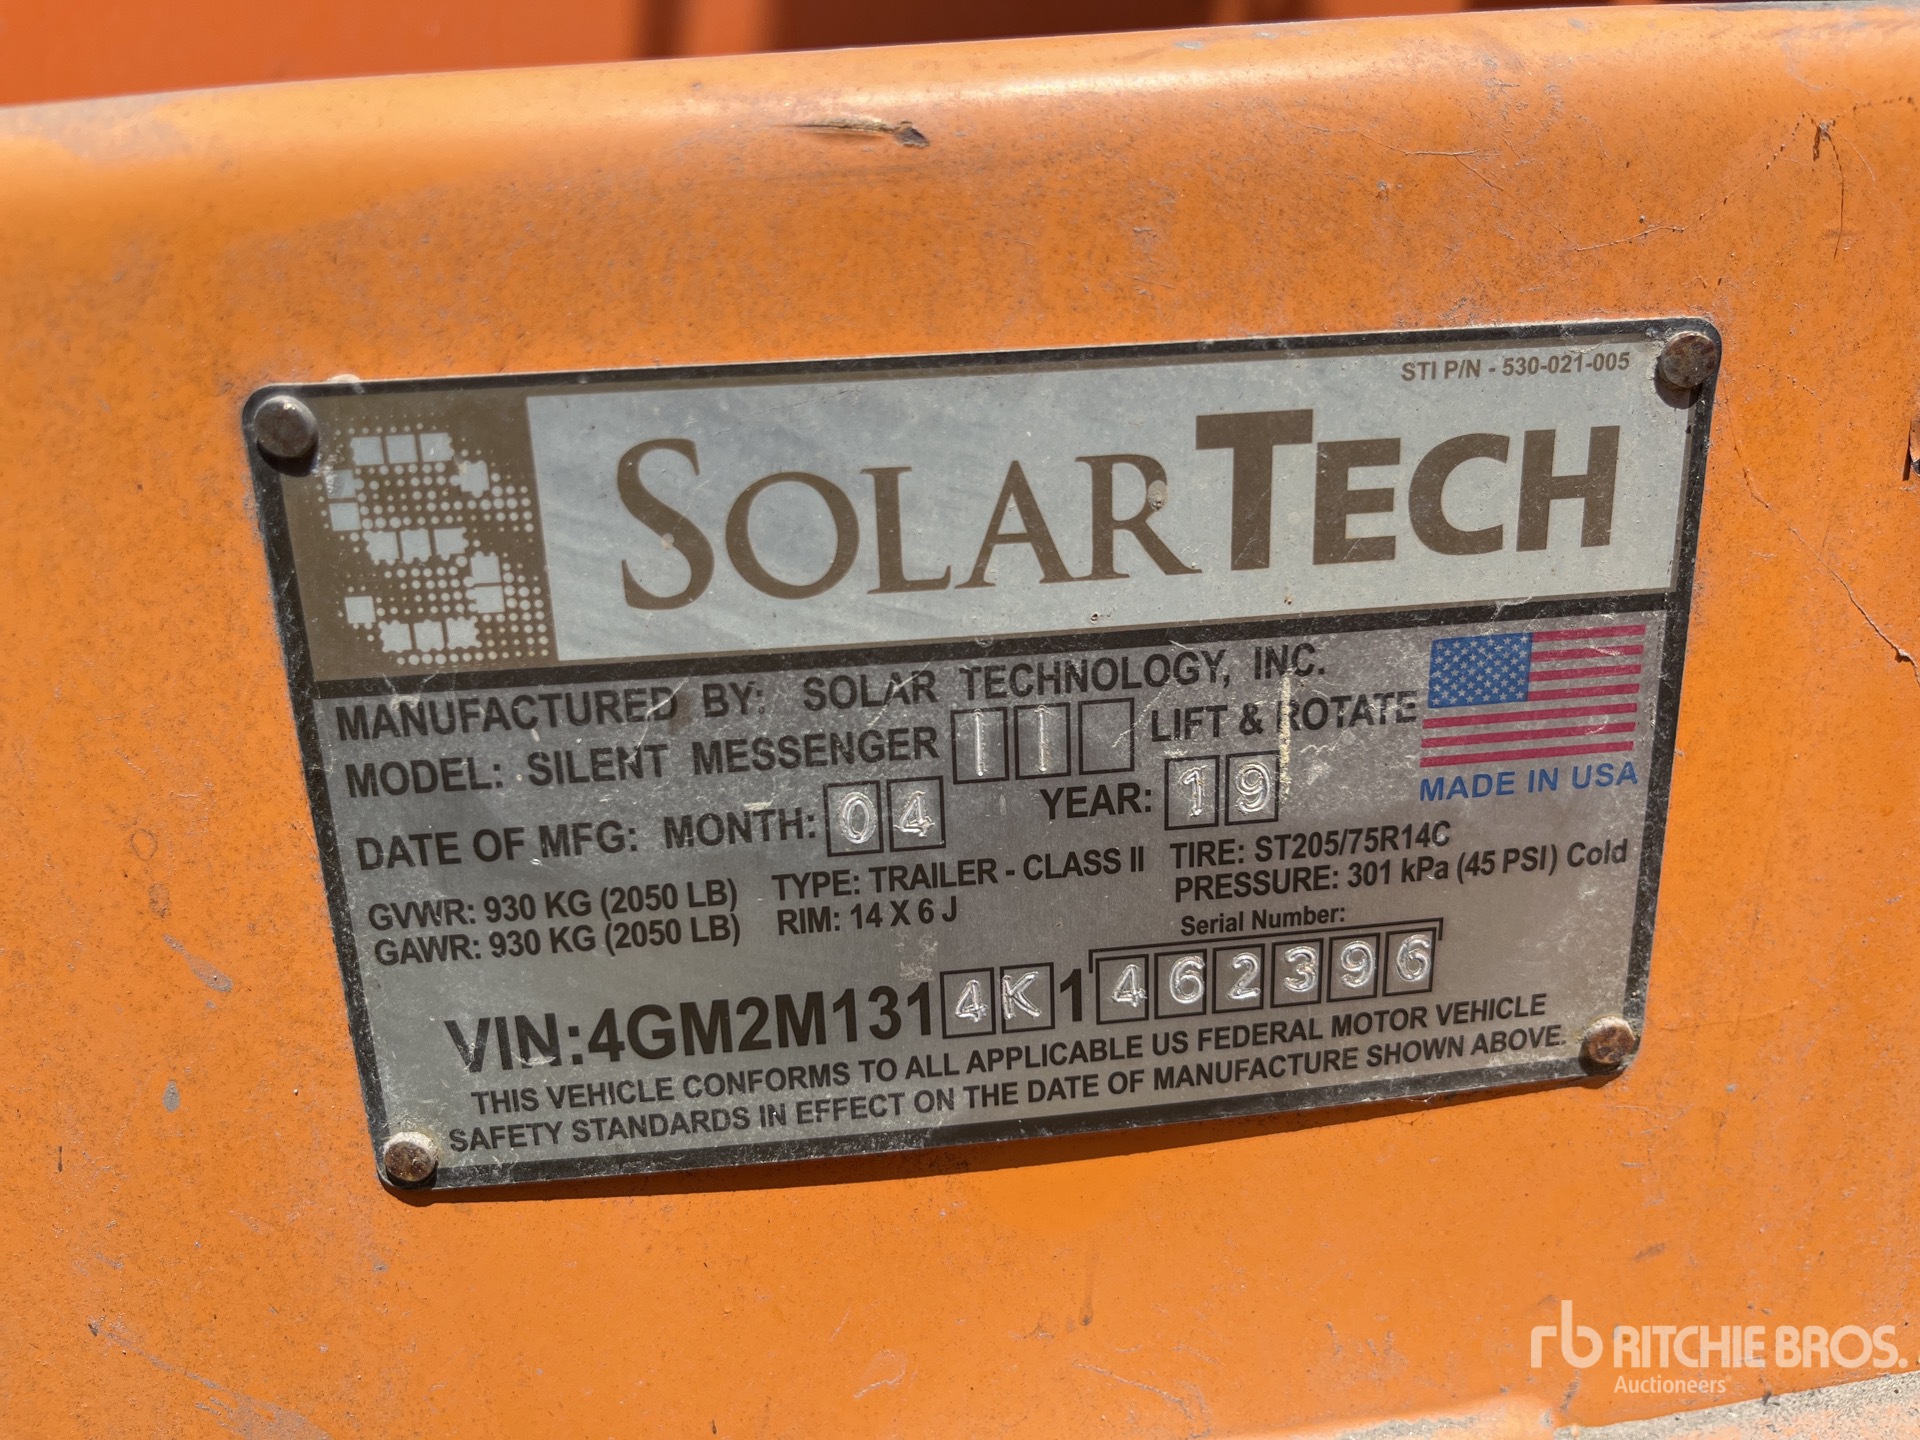 STI P/N - 530-021-005
SOLARTECH
MANUFACTURED BY: SOLAR TECHNOLOGY, INC.
MODEL: SILENT MESSENGER 11 LIFT & ROTATE
MADE IN USA
DATE OF MFG: MONTH: 04 YEAR: 19
GVWR: 930 KG (2050 LB) TYPE: TRAILER - CLASS II TIRE: ST205/75R14C
GAWR: 930 KG (2050 LB) RIM: 14 X 6 J PRESSURE: 301 kPa (45 PSI) Cold
Serial Number:
VIN:4GM2M1314K1462396
THIS VEHICLE CONFORMS TO ALL APPLICABLE US FEDERAL MOTOR VEHICLE
SAFETY STANDARDS IN EFFECT ON THE DATE OF MANUFACTURE SHOWN ABOVE.
rb RITCHIE BROS.
Auctioneers